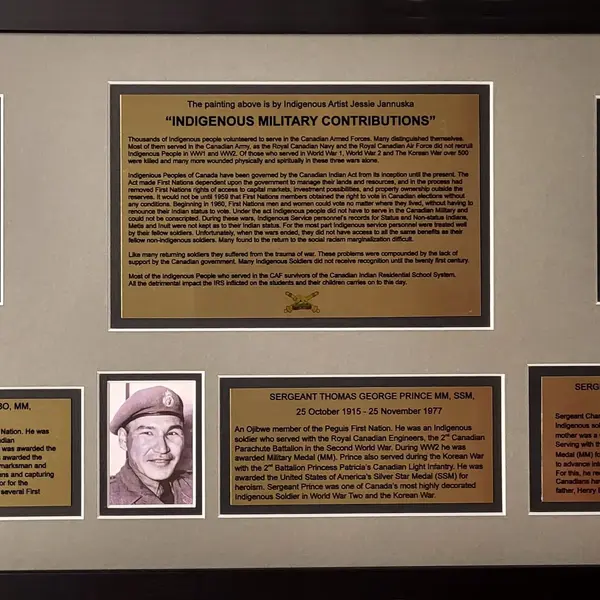 The painting above is by Indigenous Artist Jessie Jannuska
“INDIGENOUS MILITARY CONTRIBUTIONS”
Thousands of Indigenous people volunteered to serve in the Canadian Armed Forces. Many distinguished themselves.
Most of them served in the Canadian Army, as the Royal Canadian Navy and the Royal Canadian Air Force did not recruit
Indigenous People in WW1 and WW2. Of those who served in World War 1, World War 2 and The Korean War over 500
were killed and many more wounded physically and spiritually in these three wars alone.
Indigenous Peoples of Canada have been governed by the Canadian Indian Act from its inception until the present. The
Act made First Nations dependent upon the government to manage their lands and resources, and in the process had
removed First Nations rights of access to capital markets, investment possibilities, and property ownership outside the
reserves. It would not be until 1959 that First Nations members obtained the right to vote in Canadian elections without
any conditions. Beginning in 1960, First Nations men and women could vote no matter where they lived, without having to
renounce their Indian status to vote. Under the act Indigenous people did not have to serve in the Canadian Military and
could not be conscripted. During these wars, Indigenous Service personnel's records for Status and Non-status Indians,
Metis and Inuit were not kept as to their Indian status. For the most part Indigenous service personnel were treated well
by their fellow soldiers. Unfortunately, when the wars ended, they did not have access to all the same benefits as their
fellow non-indigenous soldiers. Many found to the return to the social racism marginalization difficult.
Like many returning soldiers they suffered from the trauma of war. These problems were compounded by the lack of
support by the Canadian government. Many Indigenous Soldiers did not receive recognition until the twenty first century.
Most of the Indigenous People who served in the CAF survivors of the Canadian Indian Residential School System.
All the detrimental impact the IRS inflicted on the students and their children carries on to this day.
BO, MM,
Nation. He was
dian
was awarded the
awarded the
marksman and
ns and capturing
or for the
several First
SERGEANT THOMAS GEORGE PRINCE MM, SSM,
25 October 1915 - 25 November 1977
An Ojibwe member of the Peguis First Nation. He was an Indigenous
soldier who served with the Royal Canadian Engineers, the 2nd Canadian
Parachute Battalion in the Second World War. During WW2 he was
awarded Military Medal (MM). Prince also served during the Korean War
with the 2nd Battalion Princess Patricia's Canadian Light Infantry. He was
awarded the United States of America's Silver Star Medal (SSM) for
heroism. Sergeant Prince was one of Canada's most highly decorated
Indigenous Soldier in World War Two and the Korean War.
SERG
Sergeant Char
Indigenous sol
mother was a
Serving with th
Medal (MM) fo
to advance in
For this, he re
Canadians hav
father, Henry